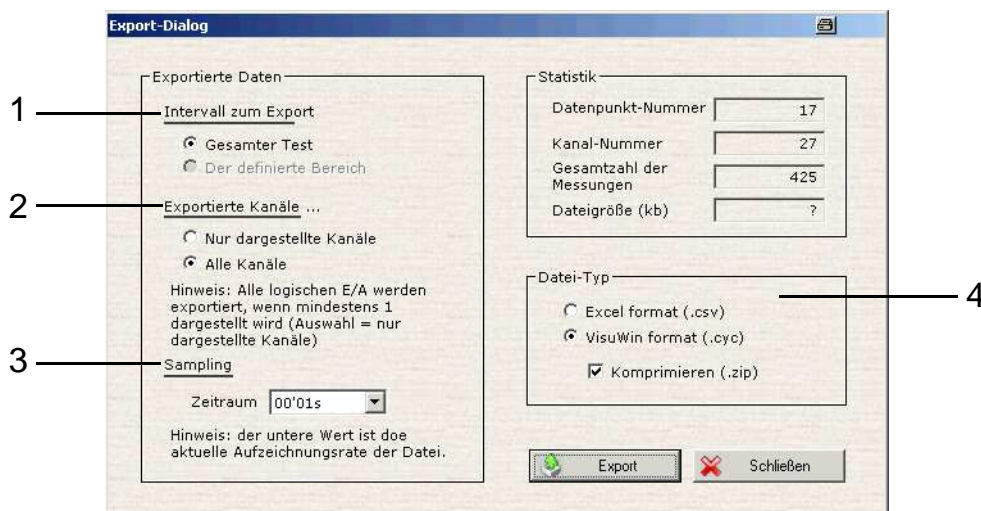 Export-Dialog
Exportierte Daten
1
Intervall zum Export
Gesamter Test
Der definierte Bereich
2
Exportierte Kanäle ...
Nur dargestellte Kanäle
Alle Kanäle
Hinweis: Alle logischen E/A werden
exportiert, wenn mindestens 1
dargestellt wird (Auswahl = nur
dargestellte Kanäle)
3
Sampling
Zeitraum 00'01s
Hinweis: der untere Wert ist doe
aktuelle Aufzeichnungsrate der Datei.
Statistik
Datenpunkt-Nummer 17
Kanal-Nummer 27
Gesamtzahl der
Messungen 425
Dateigröße (kb) ?
Datei-Typ
4
Excel format (.csv)
VisuWin format (.cyc)
Komprimieren (.zip)
Export
Schließen